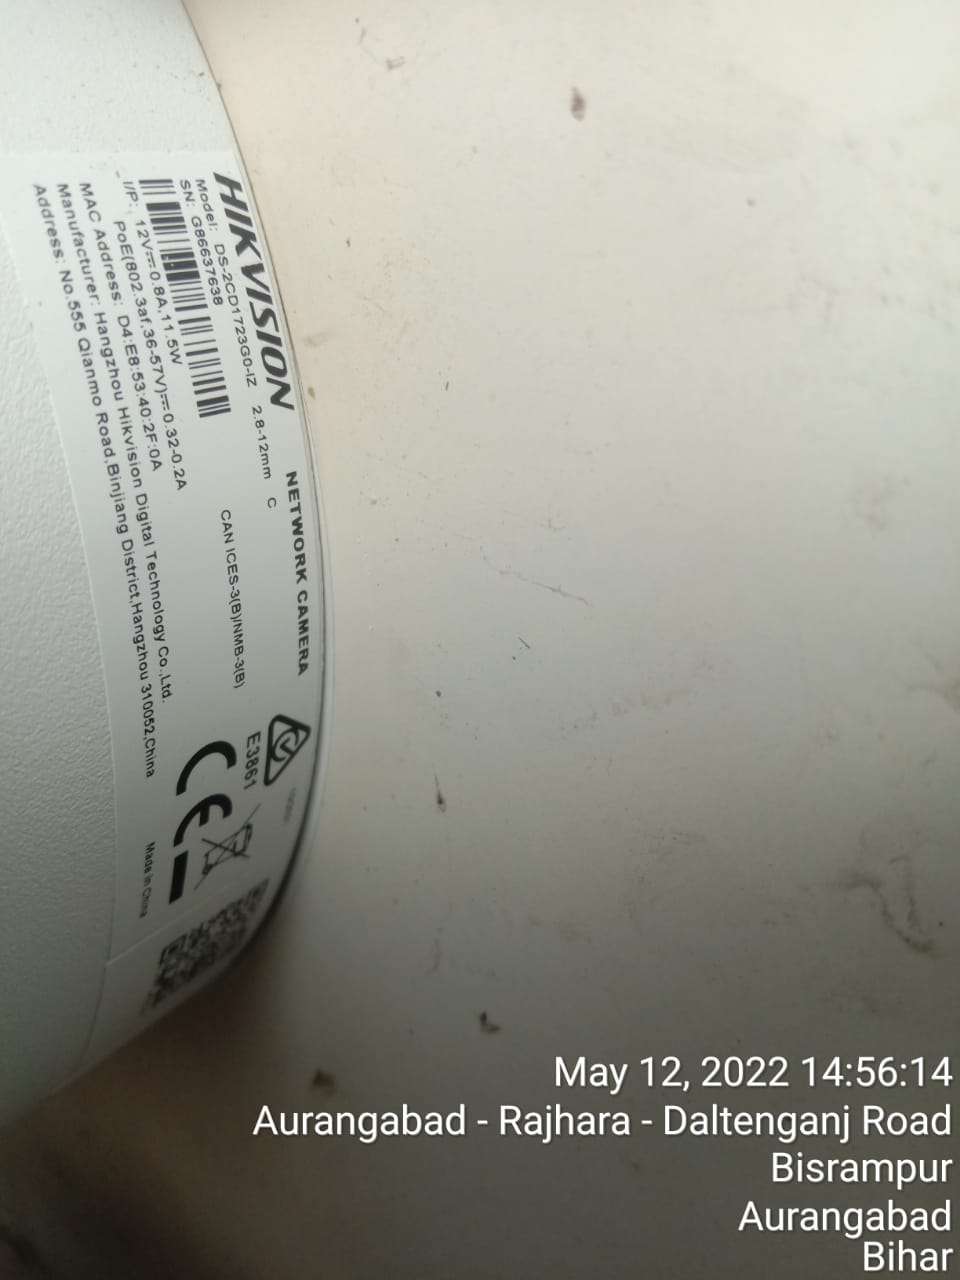 HIKVISION
NETWORK CAMERA
Model: DS-2CD1723G0-IZ 2.8-12mm C
SN: G86637638
CAN ICES-3(B)/NMB-3(B)
E3861
I/P: 12V⎓0.8A,11.5W
PoE(802.3af,36-57V)⎓0.32-0.2A
MAC Address: D4:E8:53:40:2F:0A
Manufacturer: Hangzhou Hikvision Digital Technology Co.,Ltd.
Address: No.555 Qianmo Road,Binjiang District,Hangzhou 310052,China
CE
Made in China
May 12, 2022 14:56:14
Aurangabad - Rajhara - Daltenganj Road
Bisrampur
Aurangabad
Bihar